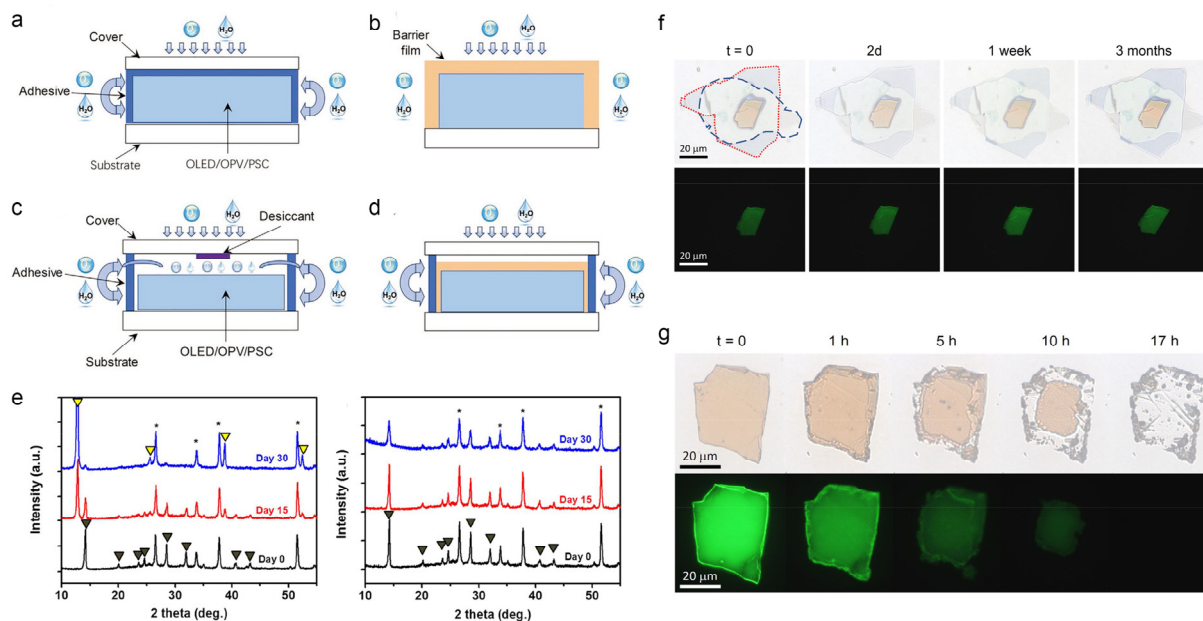 a
H₂O
Cover
Adhesive
H₂O
H₂O
Substrate
OLED/OPV/PSC
b
H₂O
Barrier
film
H₂O
H₂O
c
H₂O
Desiccant
Cover
Adhesive
H₂O
H₂O
Substrate
OLED/OPV/PSC
d
H₂O
H₂O
H₂O
e
Intensity (a.u.)
* * * *
Day 30
Day 15
Day 0
10 20 30 40 50
2 theta (deg.)
Intensity (a.u.)
* * * *
Day 30
Day 15
Day 0
10 20 30 40 50
2 theta (deg.)
f
t = 0 2d 1 week 3 months
20 μm
20 μm
g
t = 0 1 h 5 h 10 h 17 h
20 μm
20 μm